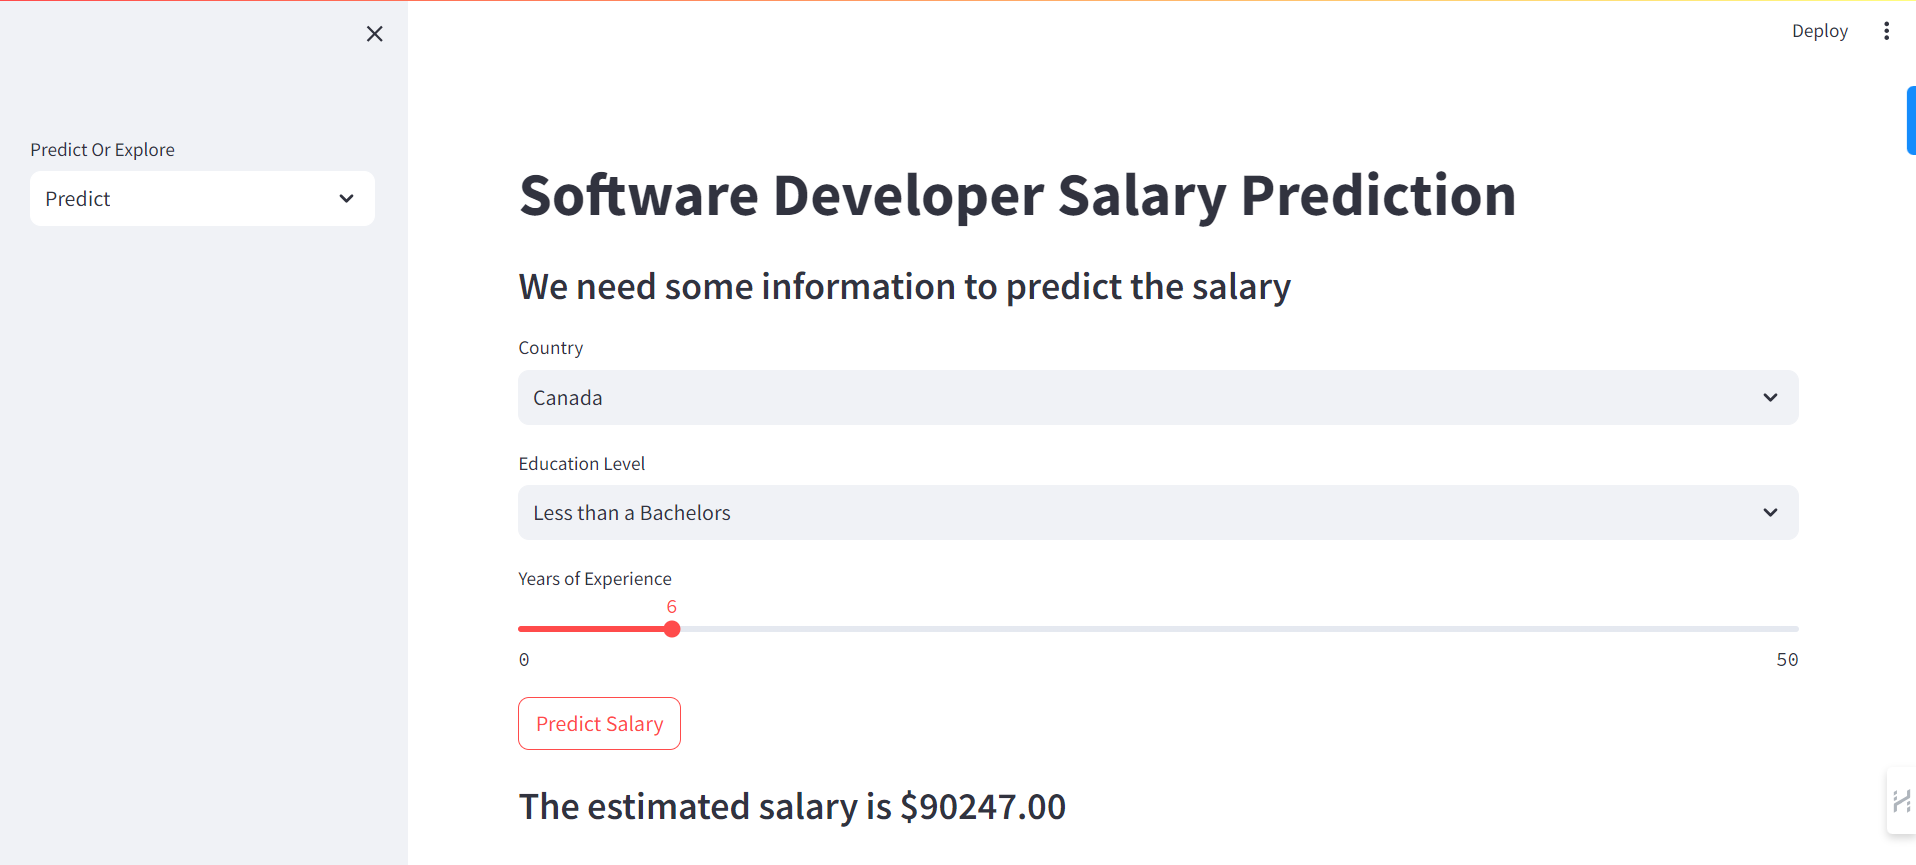 Deploy
Predict Or Explore
Predict
Software Developer Salary Prediction
We need some information to predict the salary
Country
Canada
Education Level
Less than a Bachelors
Years of Experience
6
0
50
Predict Salary
The estimated salary is $90247.00